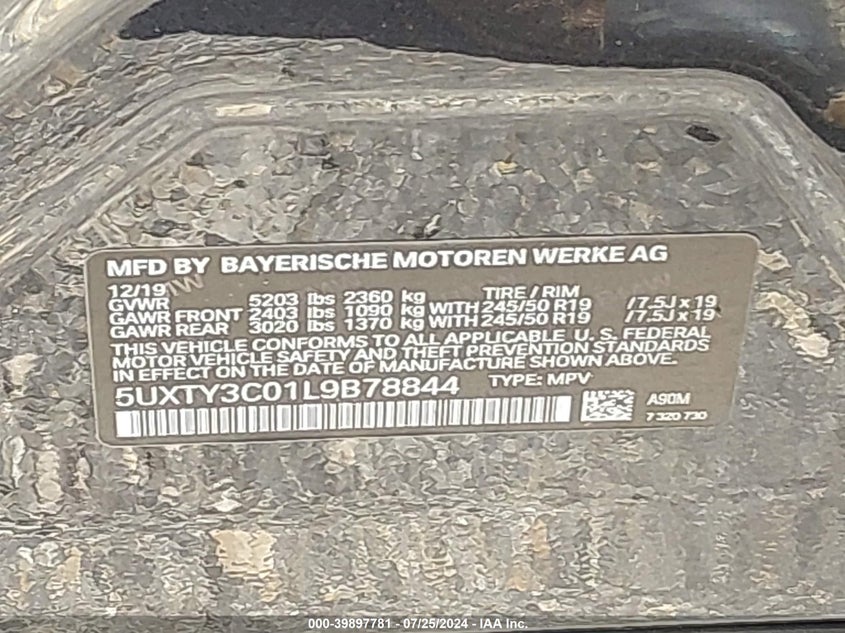 MFD BY BAYERISCHE MOTOREN WERKE AG
12/19 TIRE / RIM
GVWR 5203 lbs 2360 kg
GAWR FRONT 2403 lbs 1090 kg WITH 245/50 R19 /7.5J x 19
GAWR REAR 3020 lbs 1370 kg WITH 245/50 R19 /7.5J x 19
THIS VEHICLE CONFORMS TO ALL APPLICABLE U.S. FEDERAL
MOTOR VEHICLE SAFETY AND THEFT PREVENTION STANDARDS
IN EFFECT ON THE DATE OF MANUFACTURE SHOWN ABOVE.
5UXTY3C01L9B78844 TYPE: MPV
A90M
7 320 730
000-39897781 - 07/25/2024 - IAA Inc.